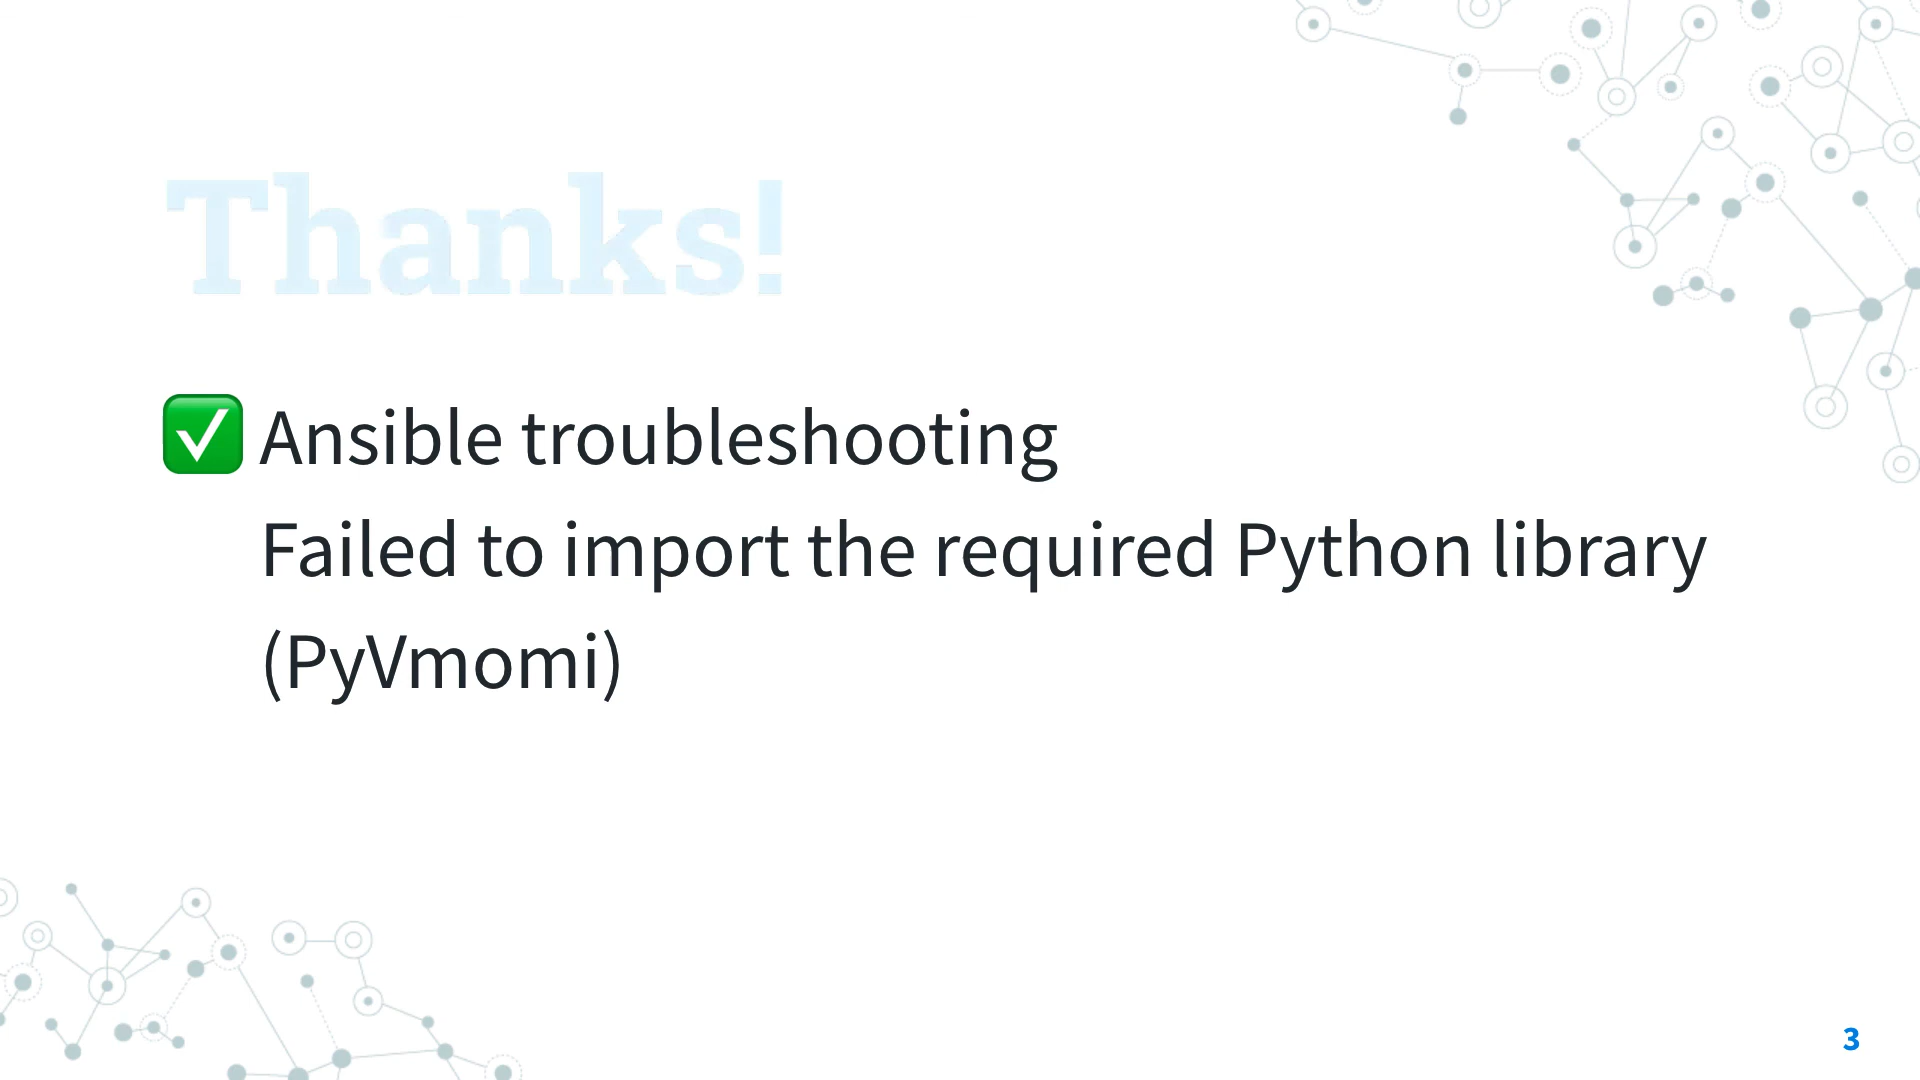 Thanks!
✅ Ansible troubleshooting
Failed to import the required Python library
(PyVmomi)
3